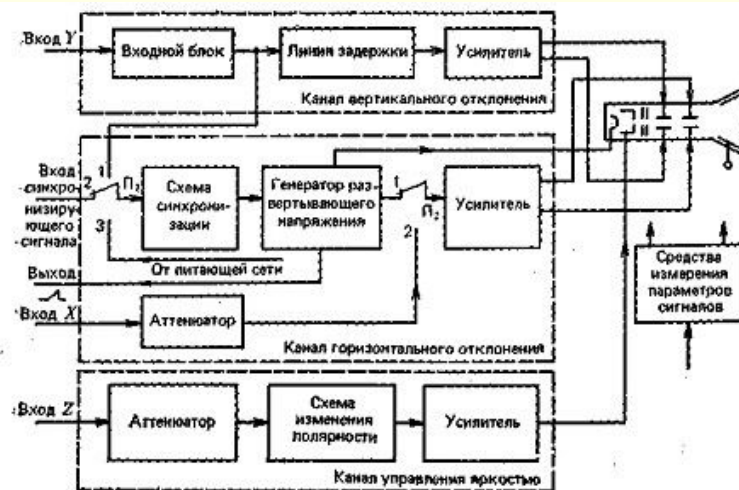 Вход Y
Входной блок
Линия задержки
Усилитель
Канал вертикального отклонения
Вход
синхро-
низирую-
щего
сигнала
1
2
П₁
3
Схема
синхрони-
зации
Генератор раз-
вертывающего
напряжения
1
П₂
2
Усилитель
От питающей сети
Выход
Вход X
Аттенюатор
Канал горизонтального отклонения
Средства
измерения
параметров
сигналов
Вход Z
Аттенюатор
Схема
изменения
полярности
Усилитель
Канал управления яркостью